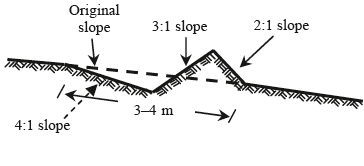 Original
slope
3:1 slope
2:1 slope
3–4 m
4:1 slope